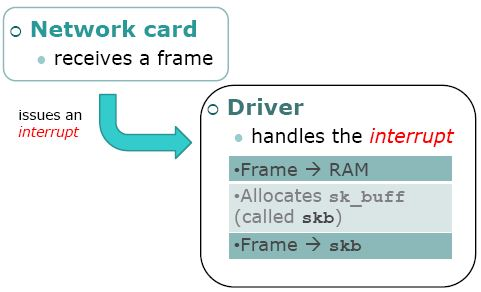 Network card
receives a frame
issues an
interrupt
Driver
handles the interrupt
•Frame → RAM
•Allocates sk_buff
(called skb)
•Frame → skb